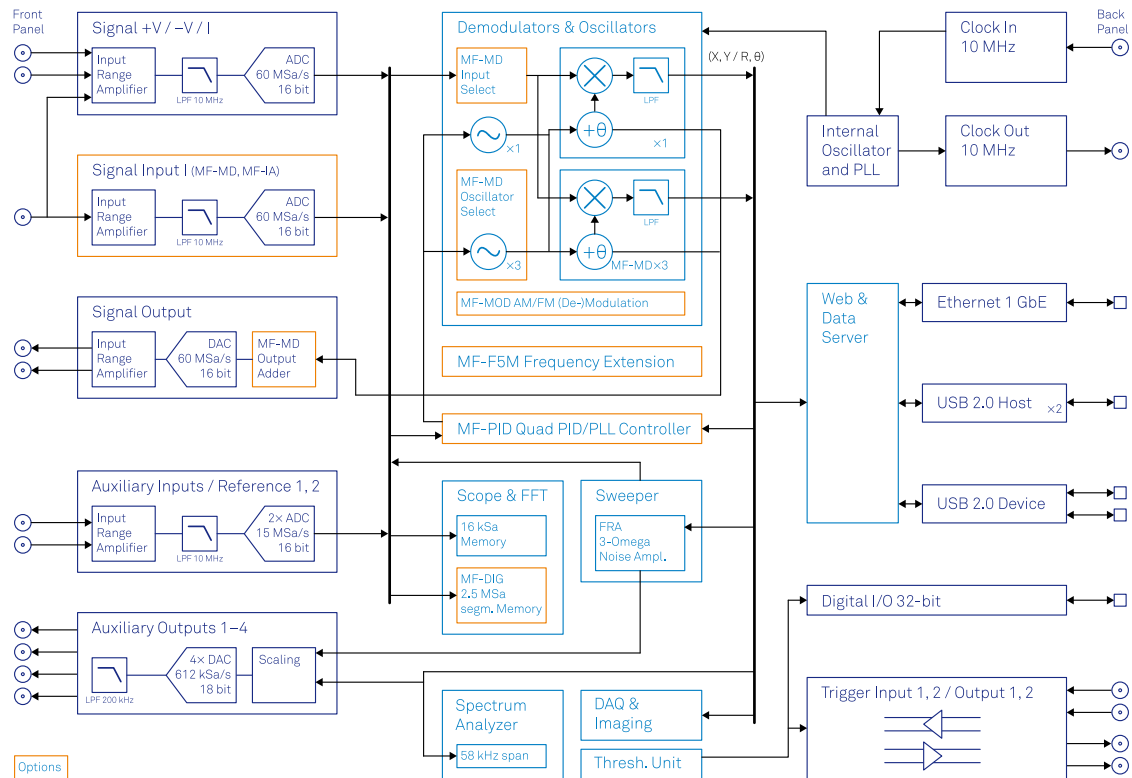 Front
Panel
Signal +V / –V / I
Input
Range
Amplifier
LPF 10 MHz
ADC
60 MSa/s
16 bit
Signal Input I (MF-MD, MF-IA)
Input
Range
Amplifier
LPF 10 MHz
ADC
60 MSa/s
16 bit
Signal Output
Input
Range
Amplifier
DAC
60 MSa/s
16 bit
MF-MD
Output
Adder
Auxiliary Inputs / Reference 1, 2
Input
Range
Amplifier
LPF 10 MHz
2× ADC
15 MSa/s
16 bit
Auxiliary Outputs 1–4
LPF 200 kHz
4× DAC
612 kSa/s
18 bit
Scaling
Options
Demodulators & Oscillators
MF-MD
Input
Select
×1
MF-MD
Oscillator
Select
×3
LPF
+θ
×1
LPF
+θ
MF-MD×3
(X, Y / R, θ)
MF-MOD AM/FM (De-)Modulation
MF-F5M Frequency Extension
MF-PID Quad PID/PLL Controller
Scope & FFT
16 kSa
Memory
MF-DIG
2.5 MSa
segm. Memory
Sweeper
FRA
3-Omega
Noise Ampl.
Spectrum
Analyzer
58 kHz span
DAQ &
Imaging
Thresh. Unit
Back
Panel
Clock In
10 MHz
Internal
Oscillator
and PLL
Clock Out
10 MHz
Web &
Data
Server
Ethernet 1 GbE
USB 2.0 Host ×2
USB 2.0 Device
Digital I/O 32-bit
Trigger Input 1, 2 / Output 1, 2